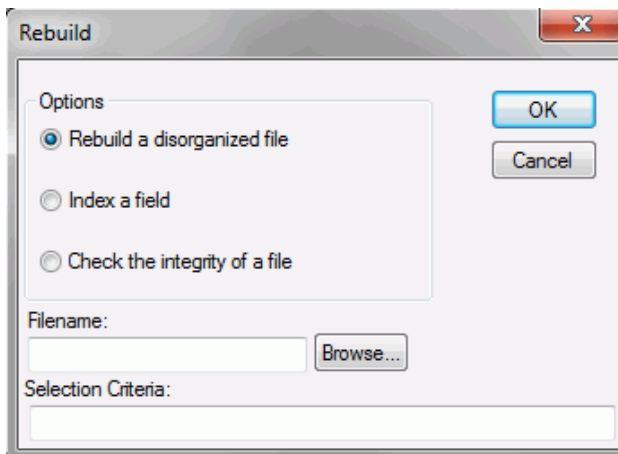 Rebuild
Options
Rebuild a disorganized file
OK
Cancel
Index a field
Check the integrity of a file
Filename:
Browse...
Selection Criteria: